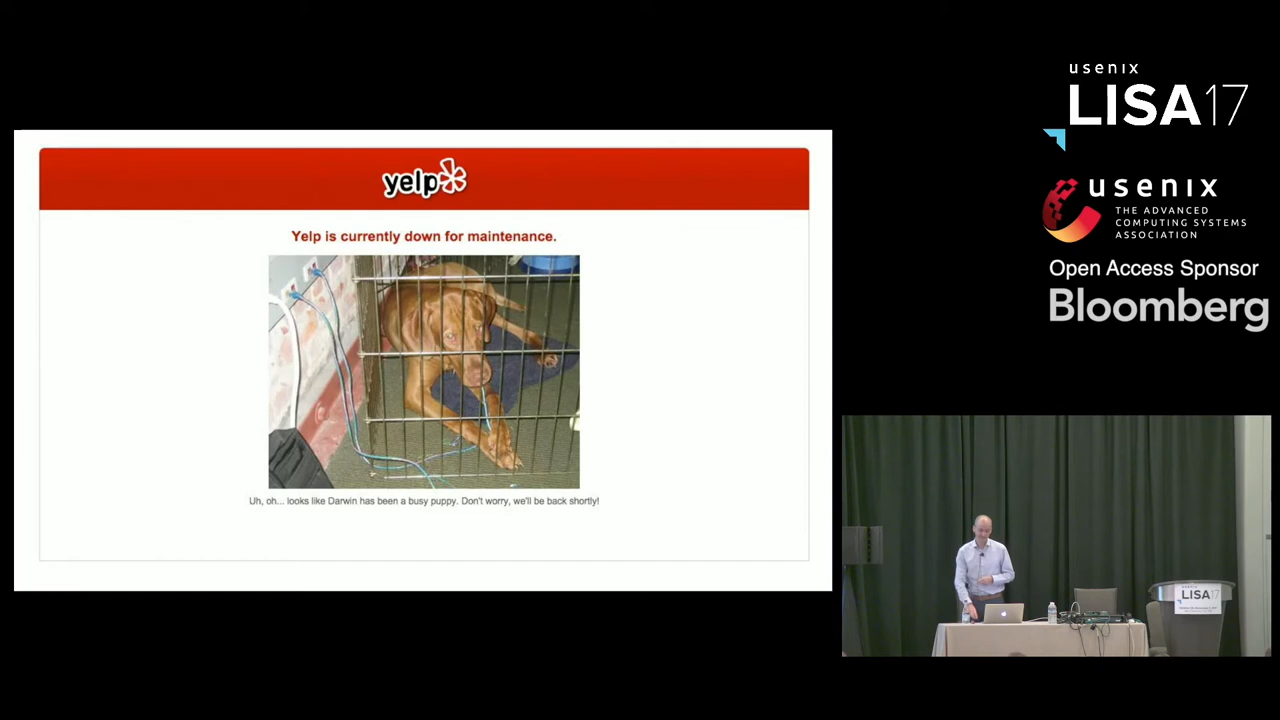 yelp
Yelp is currently down for maintenance.
Uh, oh... looks like Darwin has been a busy puppy. Don't worry, we'll be back shortly!
usenix
LISA17
usenix
THE ADVANCED
COMPUTING SYSTEMS
ASSOCIATION
Open Access Sponsor
Bloomberg
usenix
LISA17